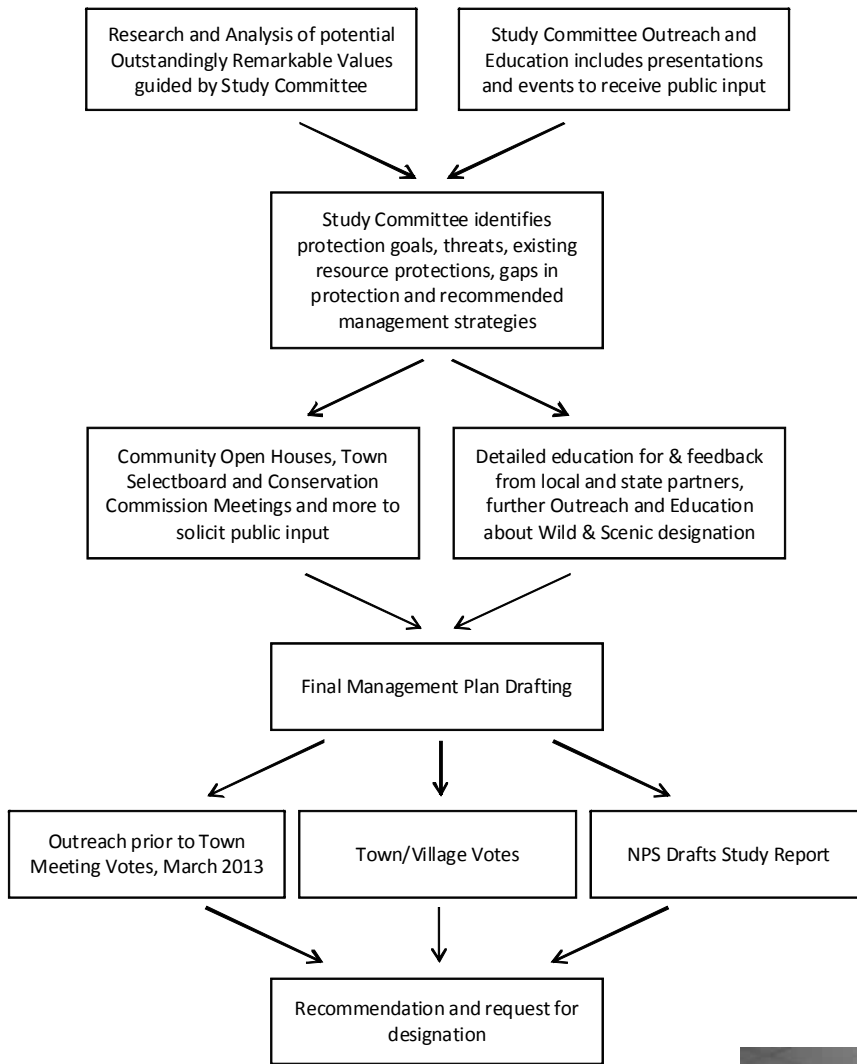 Research and Analysis of potential
Outstandingly Remarkable Values
guided by Study Committee
Study Committee Outreach and
Education includes presentations
and events to receive public input
Study Committee identifies
protection goals, threats, existing
resource protections, gaps in
protection and recommended
management strategies
Community Open Houses, Town
Selectboard and Conservation
Commission Meetings and more to
solicit public input
Detailed education for & feedback
from local and state partners,
further Outreach and Education
about Wild & Scenic designation
Final Management Plan Drafting
Outreach prior to Town
Meeting Votes, March 2013
Town/Village Votes
NPS Drafts Study Report
Recommendation and request for
designation